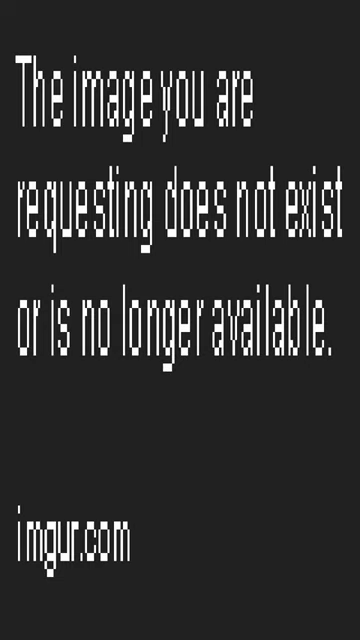 The image you are
requesting does not exist
or is no longer available.
imgur.com